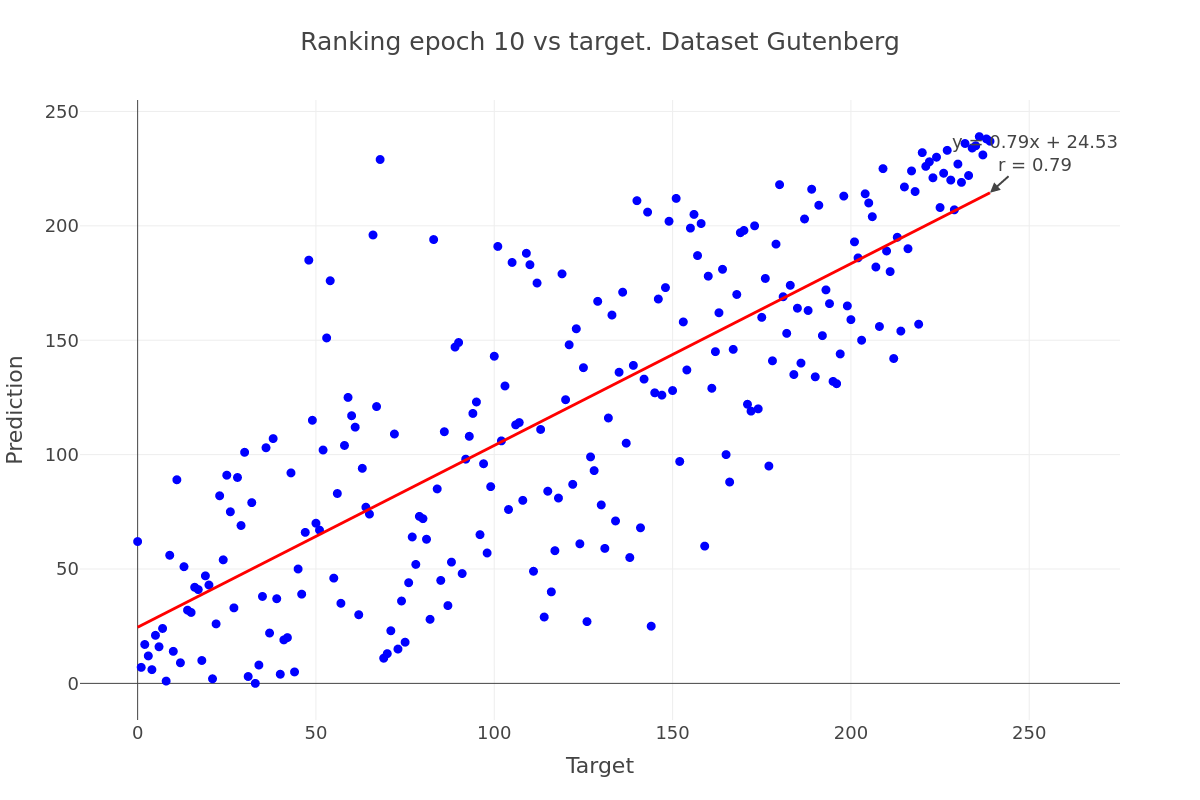 Ranking epoch 10 vs target. Dataset Gutenberg
y = 0.79x + 24.53
r = 0.79
250
200
150
100
50
0
Prediction
0 50 100 150 200 250
Target